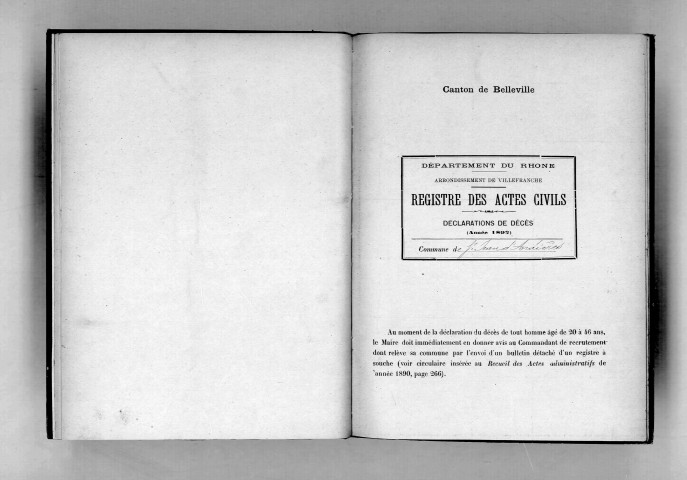 Canton de Belleville
DÉPARTEMENT DU RHONE
ARRONDISSEMENT DE VILLEFRANCHE
REGISTRE DES ACTES CIVILS
DÉCLARATIONS DE DÉCÈS
(Année 1892)
Commune de St Jean d'Ardières
Au moment de la déclaration du décès de tout homme âgé de 20 à 46 ans,
le Maire doit immédiatement en donner avis au Commandant de recrutement
dont relève sa commune par l'envoi d'un bulletin détaché d'un registre à
souche (voir circulaire insérée au Recueil des Actes administratifs de
'année 1890, page 266).